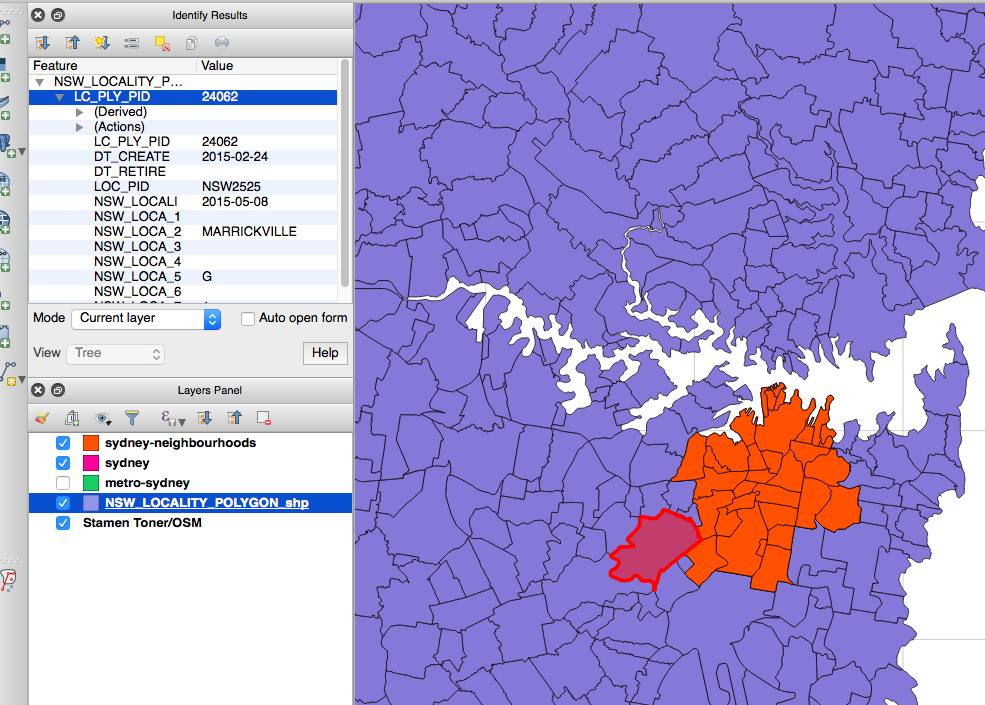 Identify Results
Feature Value
NSW_LOCALITY_P...
LC_PLY_PID 24062
(Derived)
(Actions)
LC_PLY_PID 24062
DT_CREATE 2015-02-24
DT_RETIRE
LOC_PID NSW2525
NSW_LOCALI 2015-05-08
NSW_LOCA_1
NSW_LOCA_2 MARRICKVILLE
NSW_LOCA_3
NSW_LOCA_4
NSW_LOCA_5 G
NSW_LOCA_6
Mode Current layer Auto open form
View Tree Help
Layers Panel
sydney-neighbourhoods
sydney
metro-sydney
NSW_LOCALITY_POLYGON_shp
Stamen Toner/OSM